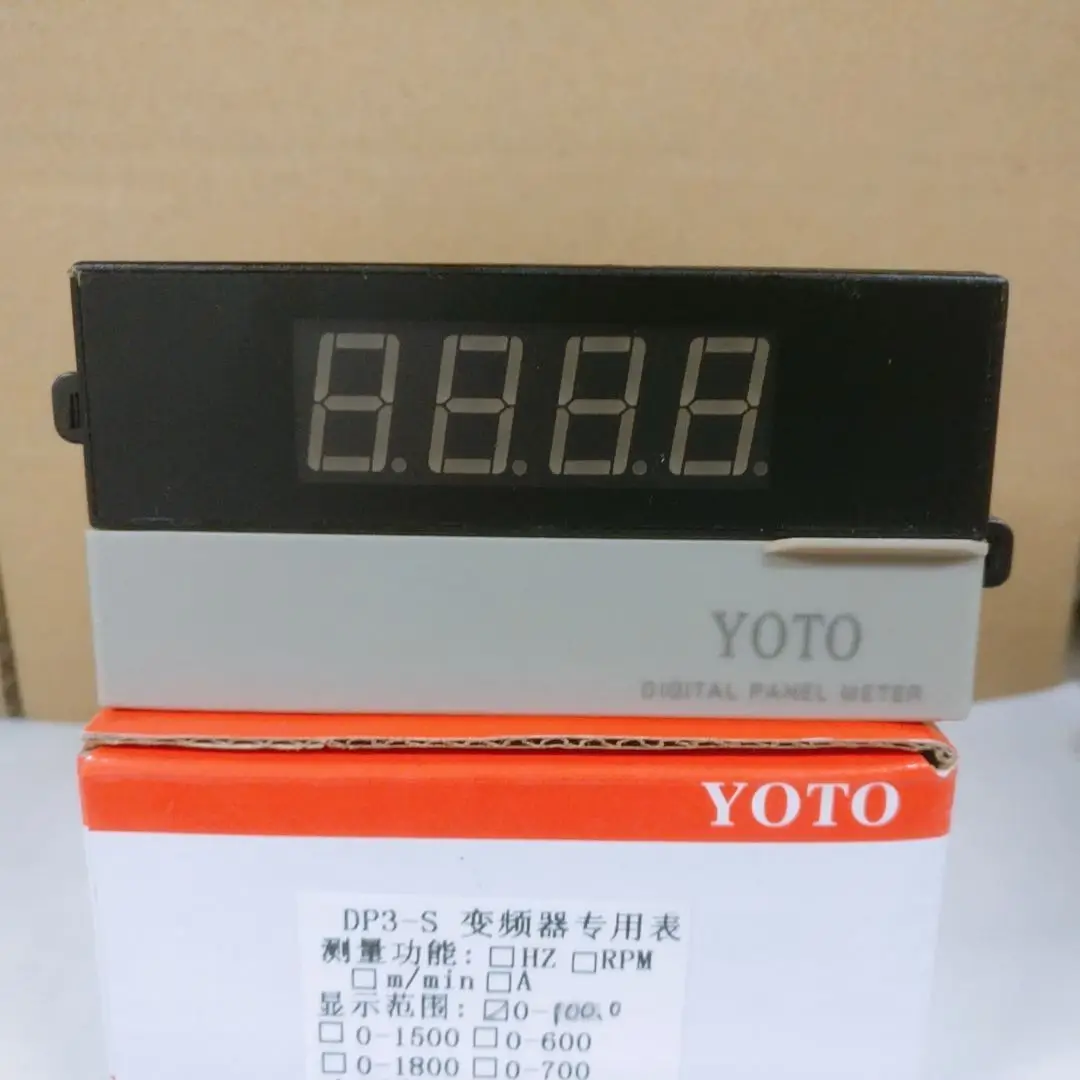 YOTO
DIGITAL PANEL METER
YOTO
DP3-S 变频器专用表
测量功能: □HZ □RPM
□m/min □A
显示范围: ☑0-100.0
□0-1500 □0-600
□0-1800 □0-700